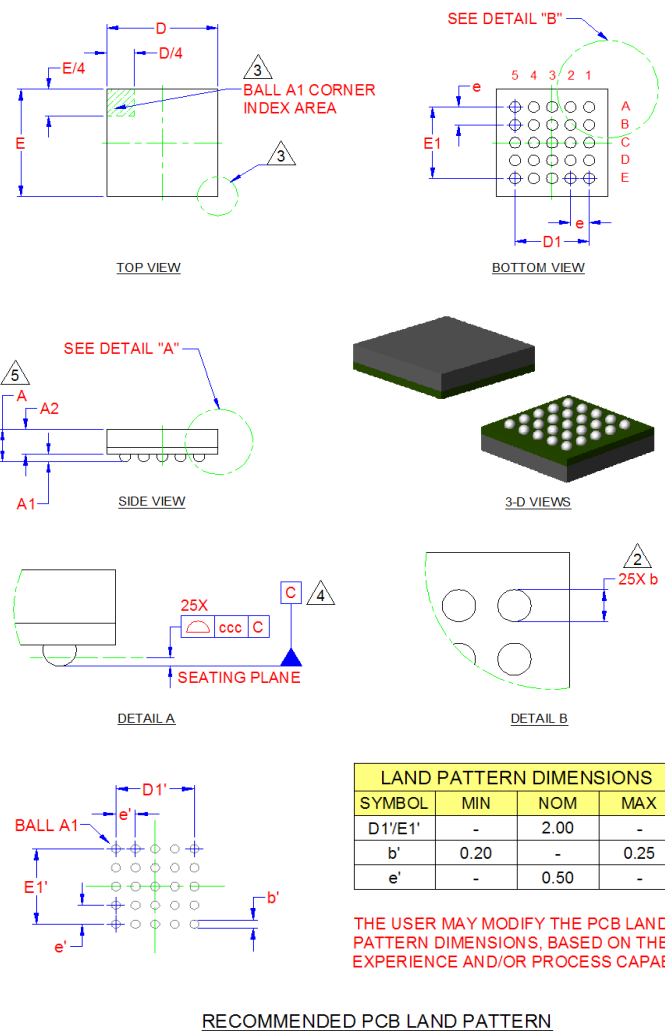 D
D/4
E/4
E
3
BALL A1 CORNER
INDEX AREA
3
TOP VIEW
SEE DETAIL "B"
5 4 3 2 1
A
B
C
D
E
e
E1
e
D1
BOTTOM VIEW
SEE DETAIL "A"
5
A
A2
A1
SIDE VIEW
3-D VIEWS
25X
ccc C
C
4
SEATING PLANE
DETAIL A
2
25X b
DETAIL B
D1'
e'
BALL A1
E1'
e'
b'
LAND PATTERN DIMENSIONS
SYMBOL MIN NOM MAX
D1'/E1' - 2.00 -
b' 0.20 - 0.25
e' - 0.50 -
THE USER MAY MODIFY THE PCB LAND
PATTERN DIMENSIONS, BASED ON THE
EXPERIENCE AND/OR PROCESS CAPAB
RECOMMENDED PCB LAND PATTERN